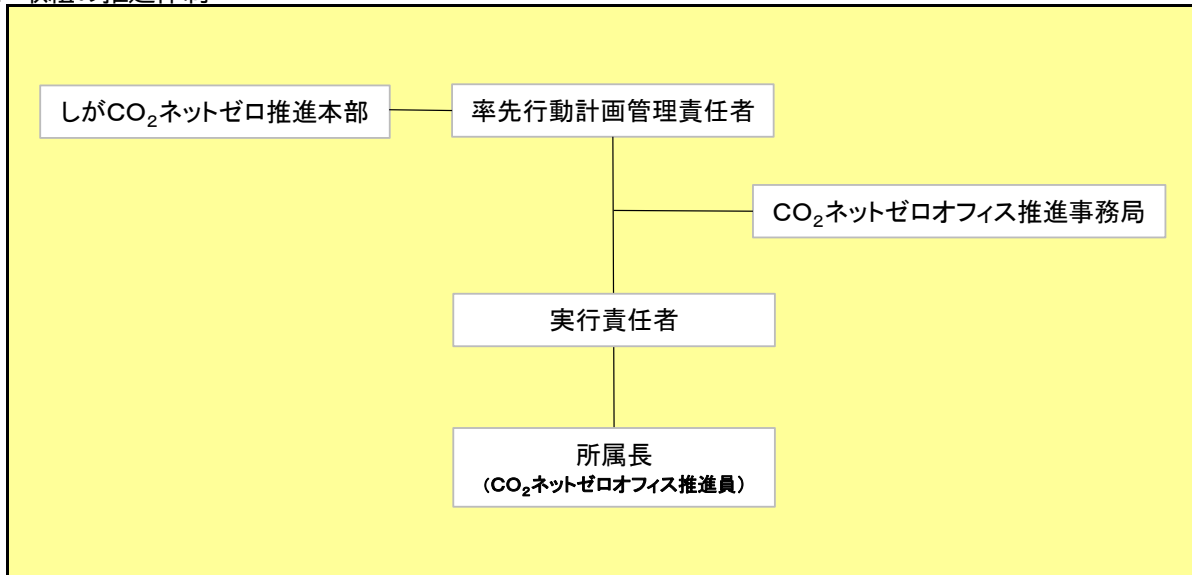 しがCO₂ネットゼロ推進本部
率先行動計画管理責任者
CO₂ネットゼロオフィス推進事務局
実行責任者
所属長
（CO₂ネットゼロオフィス推進員）